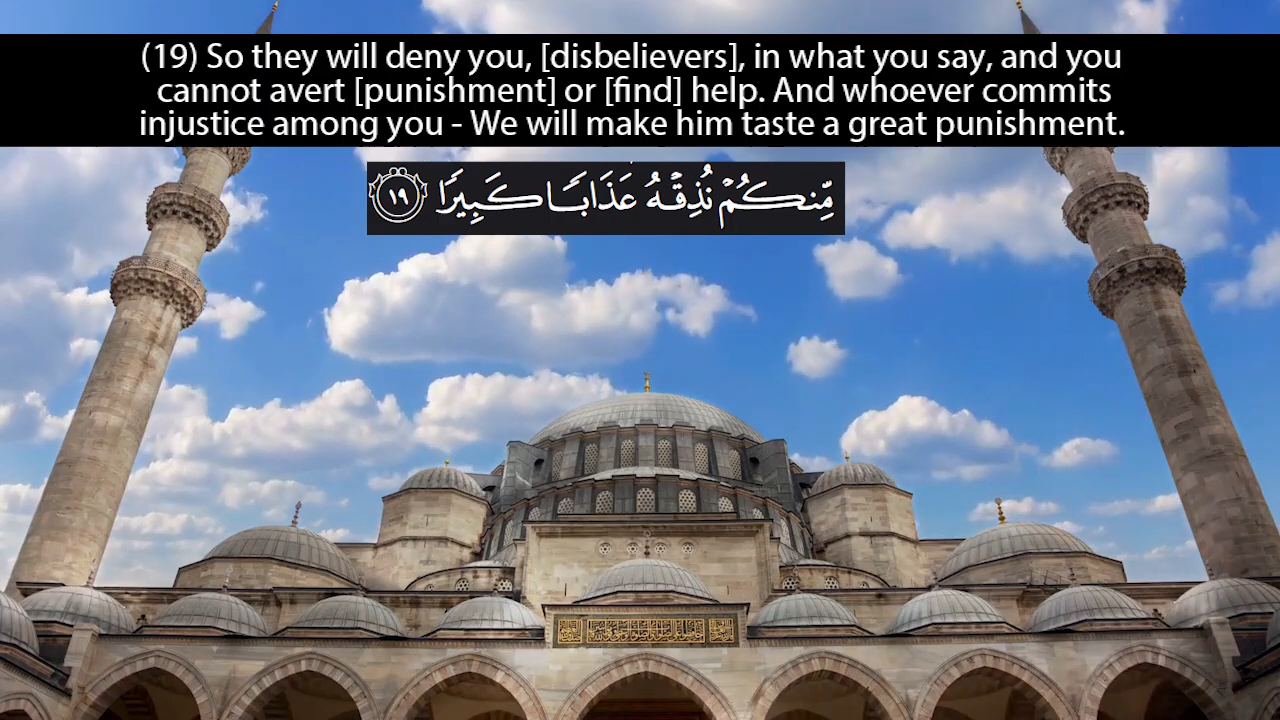 (19) So they will deny you, [disbelievers], in what you say, and you
cannot avert [punishment] or [find] help. And whoever commits
injustice among you - We will make him taste a great punishment.
مِّنكُمْ نُذِقْهُ عَذَابًا كَبِيرًا ١٩